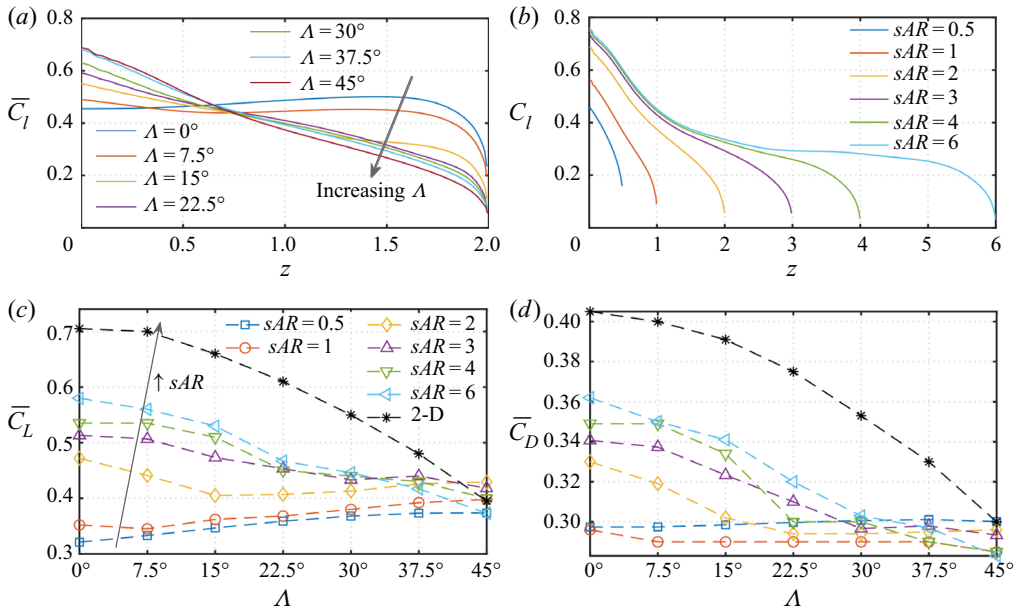 (a)
0.8
0.6
0.4
0.2
0
0.5
1.0
1.5
2.0
C̅_l
z
Λ = 30°
Λ = 37.5°
Λ = 45°
Λ = 0°
Λ = 7.5°
Λ = 15°
Λ = 22.5°
Increasing Λ
(b)
0.8
0.6
0.4
0.2
0
1
2
3
4
5
6
C_l
z
sAR = 0.5
sAR = 1
sAR = 2
sAR = 3
sAR = 4
sAR = 6
(c)
0.7
0.6
0.5
0.4
0.3
0°
7.5°
15°
22.5°
30°
37.5°
45°
C̅_L
Λ
↑ sAR
sAR = 0.5
sAR = 1
sAR = 2
sAR = 3
sAR = 4
sAR = 6
2-D
(d)
0.40
0.38
0.36
0.34
0.32
0.30
0°
7.5°
15°
22.5°
30°
37.5°
45°
C̅_D
Λ